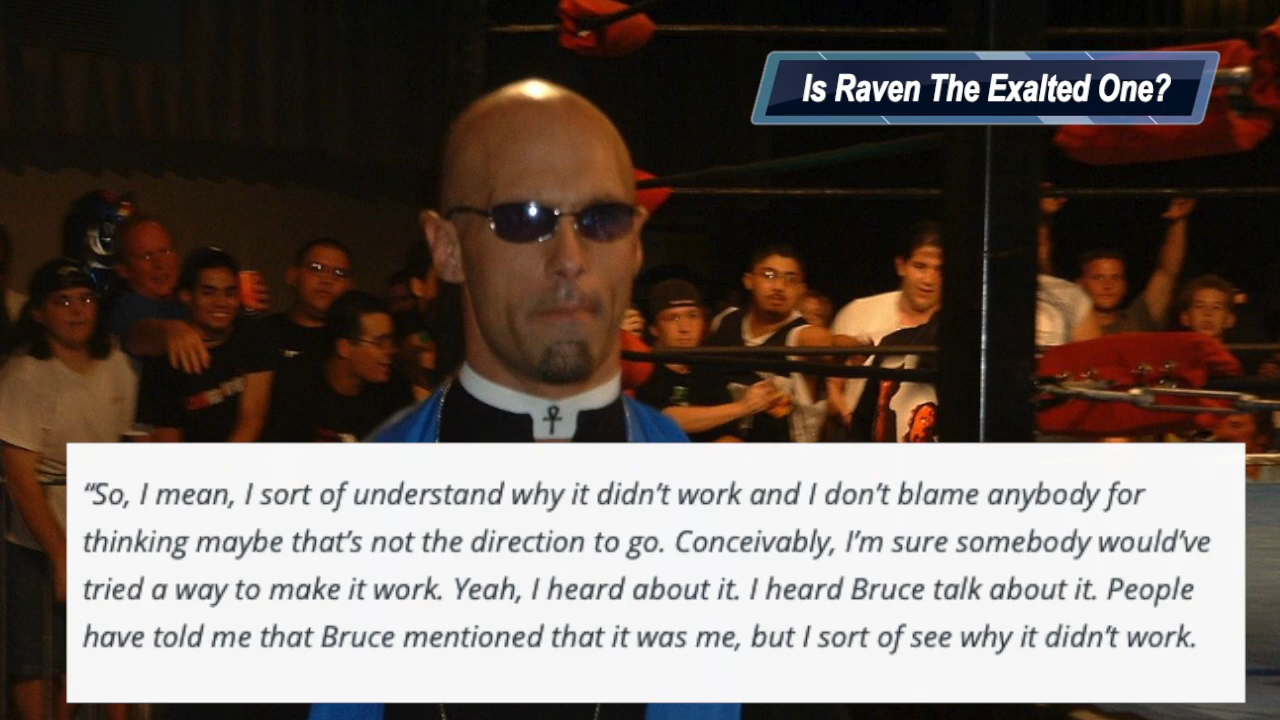 Is Raven The Exalted One?
“So, I mean, I sort of understand why it didn’t work and I don’t blame anybody for
thinking maybe that’s not the direction to go. Conceivably, I’m sure somebody would’ve
tried a way to make it work. Yeah, I heard about it. I heard Bruce talk about it. People
have told me that Bruce mentioned that it was me, but I sort of see why it didn’t work.